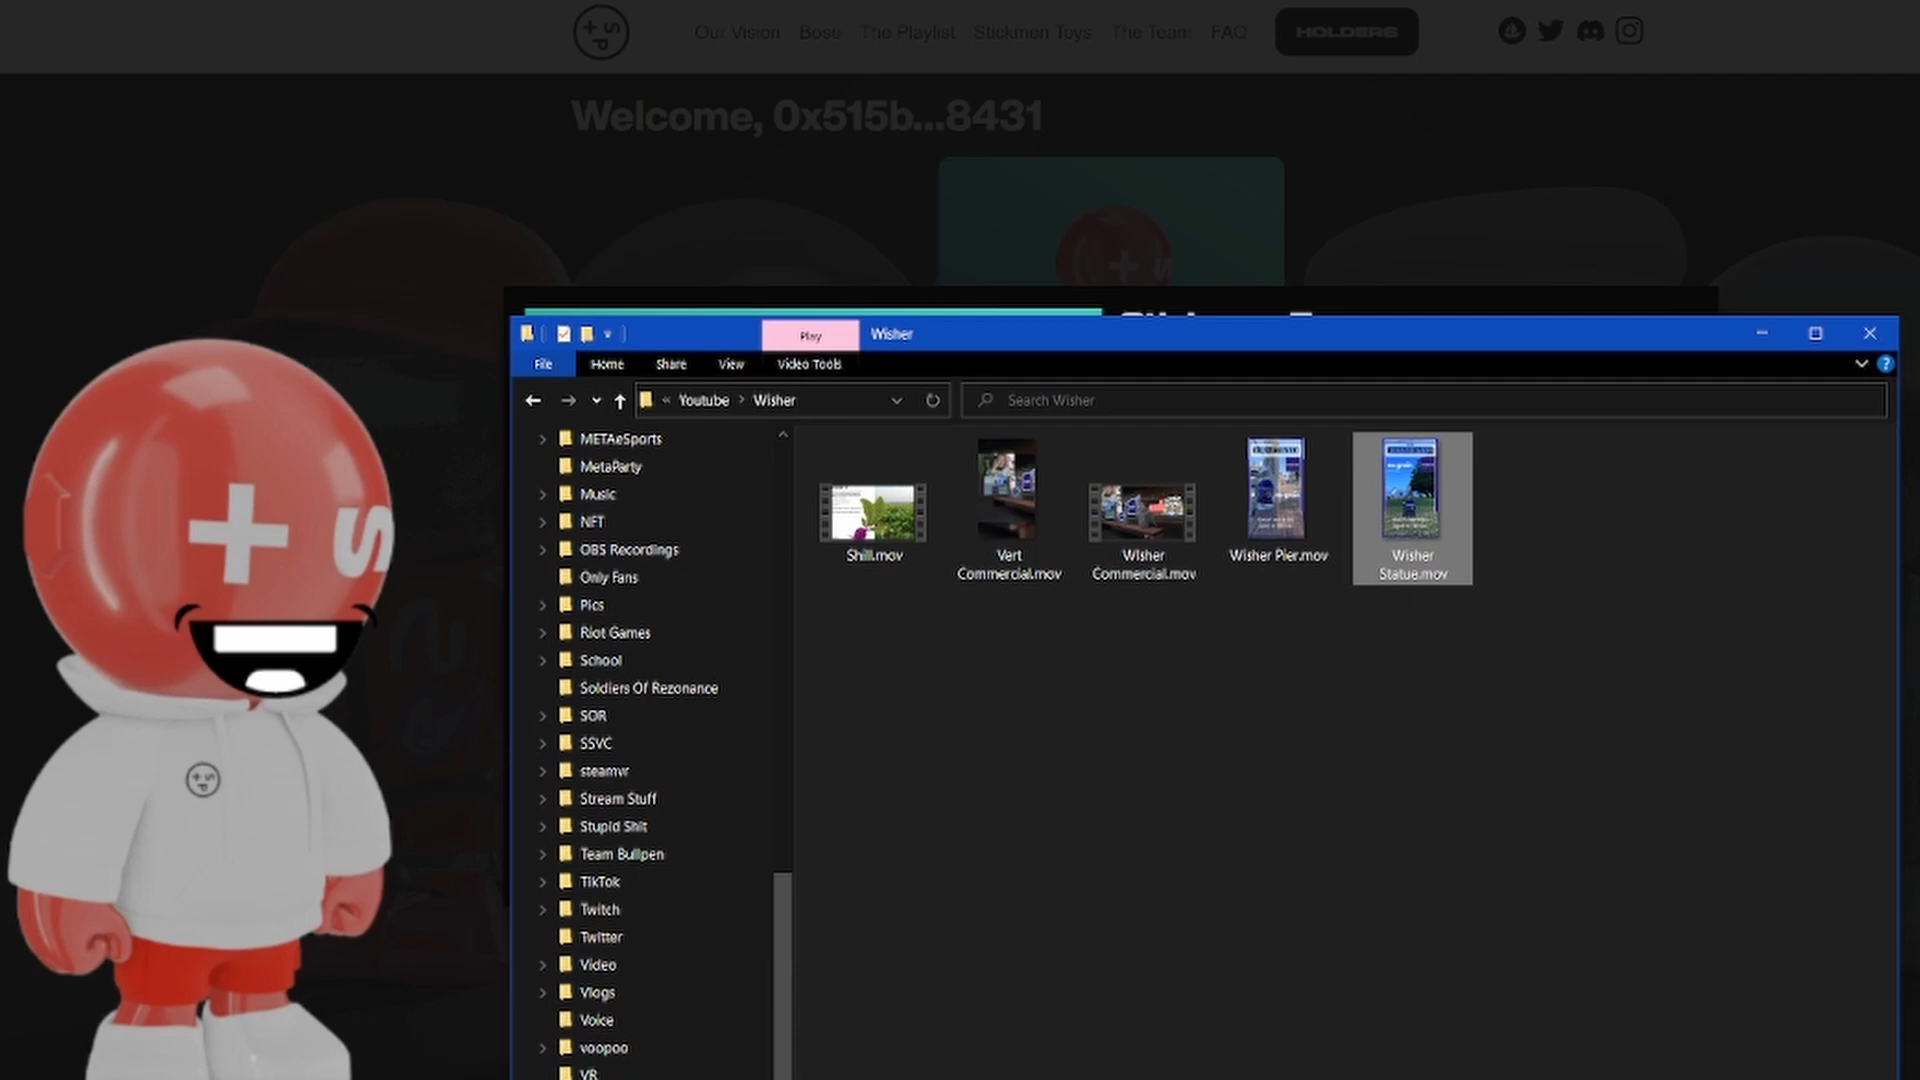 Our Vision Bose The Playlist Stickmen Toys The Team FAQ HOLDERS
Welcome, 0x515b...8431
Play Wisher
File Home Share View Video Tools
« Youtube > Wisher
Search Wisher
METAeSports
MetaParty
Music
NFT
OBS Recordings
Only Fans
Pics
Riot Games
School
Soldiers Of Rezonance
SOR
SSVC
steamvr
Stream Stuff
Stupid Shit
Team Bullpen
TikTok
Twitch
Twitter
Video
Vlogs
Voice
voopoo
VR
Shill.mov
Vert
Commercial.mov
Wisher
Commercial.mov
Wisher Pier.mov
Wisher
Statue.mov
+ S
+ S P